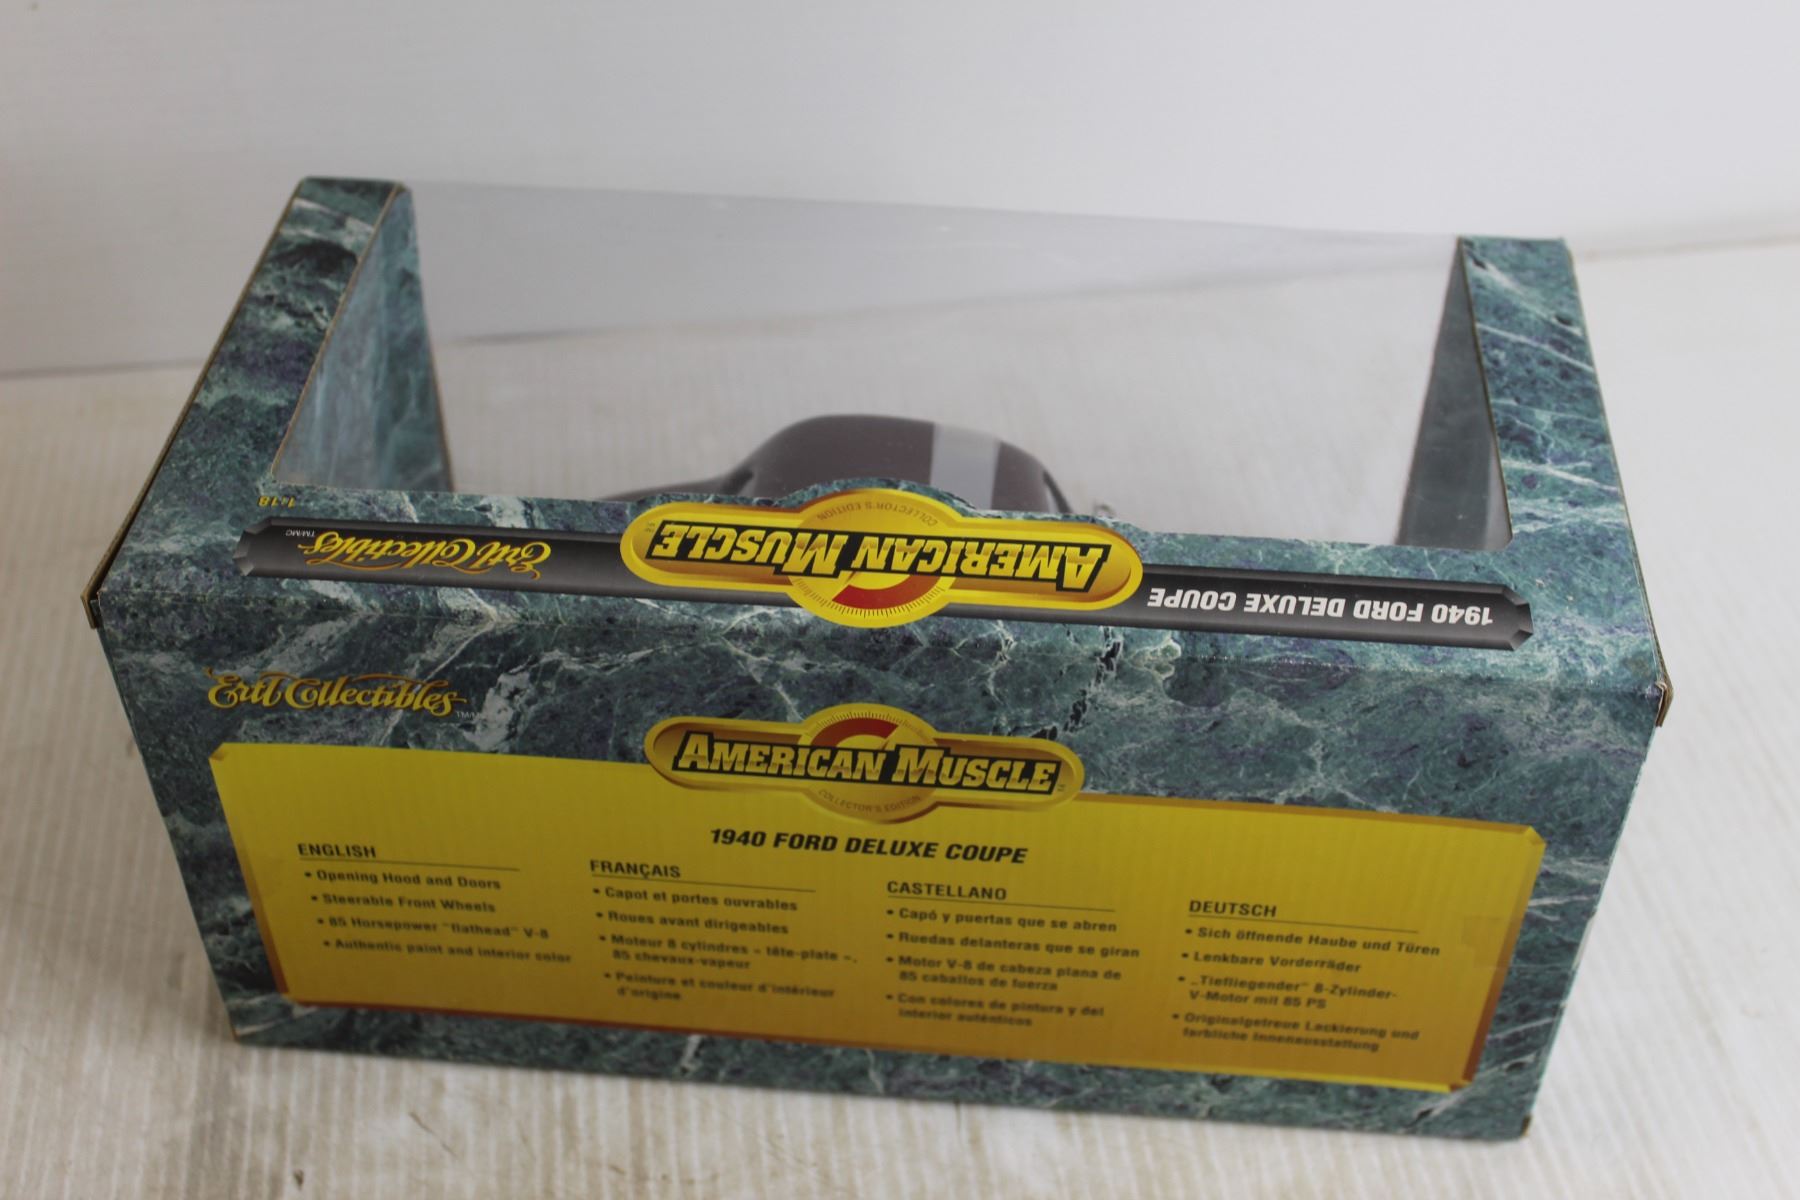 1:18
Ertl Collectibles TM/MC
AMERICAN MUSCLE
COLLECTOR'S EDITION
1940 FORD DELUXE COUPE
Ertl Collectibles
AMERICAN MUSCLE
COLLECTOR'S EDITION
1940 FORD DELUXE COUPE
ENGLISH
• Opening Hood and Doors
• Steerable Front Wheels
• 85 Horsepower "flathead" V-8
• Authentic paint and interior color
FRANÇAIS
• Capot et portes ouvrables
• Roues avant dirigeables
• Moteur 8 cylindres – tête-plate –,
85 chevaux-vapeur
• Peinture et couleur d'intérieur
d'origine
CASTELLANO
• Capó y puertas que se abren
• Ruedas delanteras que se giran
• Motor V-8 de cabeza plana de
85 caballos de fuerza
• Con colores de pintura y del
interior auténticos
DEUTSCH
• Sich öffnende Haube und Türen
• Lenkbare Vorderräder
• „Tiefliegender" 8-Zylinder-
V-Motor mit 85 PS
• Originalgetreue Lackierung und
farbliche Innenausstattung